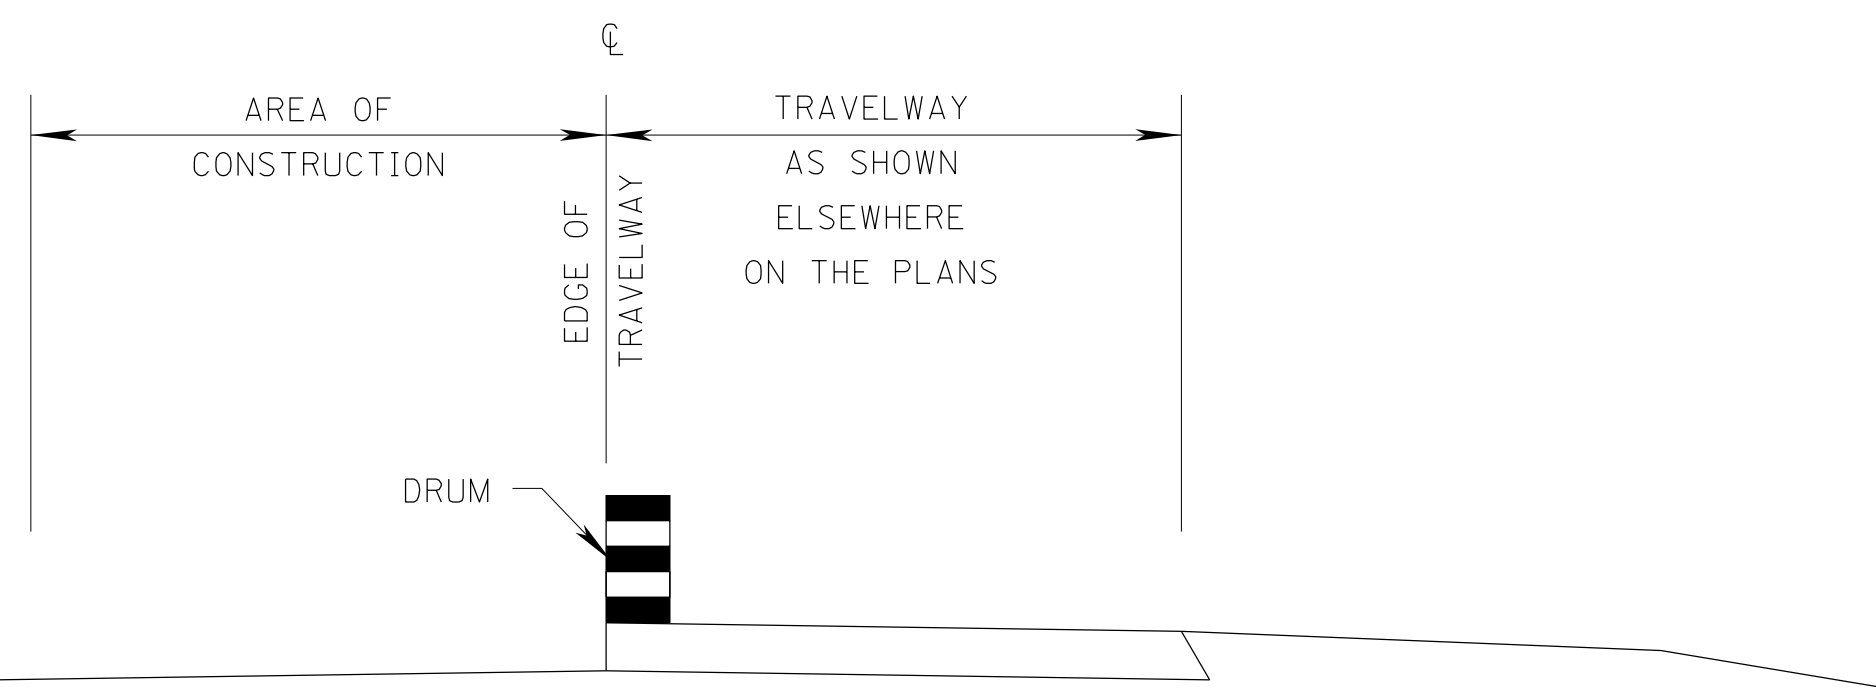 ℄
AREA OF
CONSTRUCTION
TRAVELWAY
AS SHOWN
ELSEWHERE
ON THE PLANS
EDGE OF
TRAVELWAY
DRUM